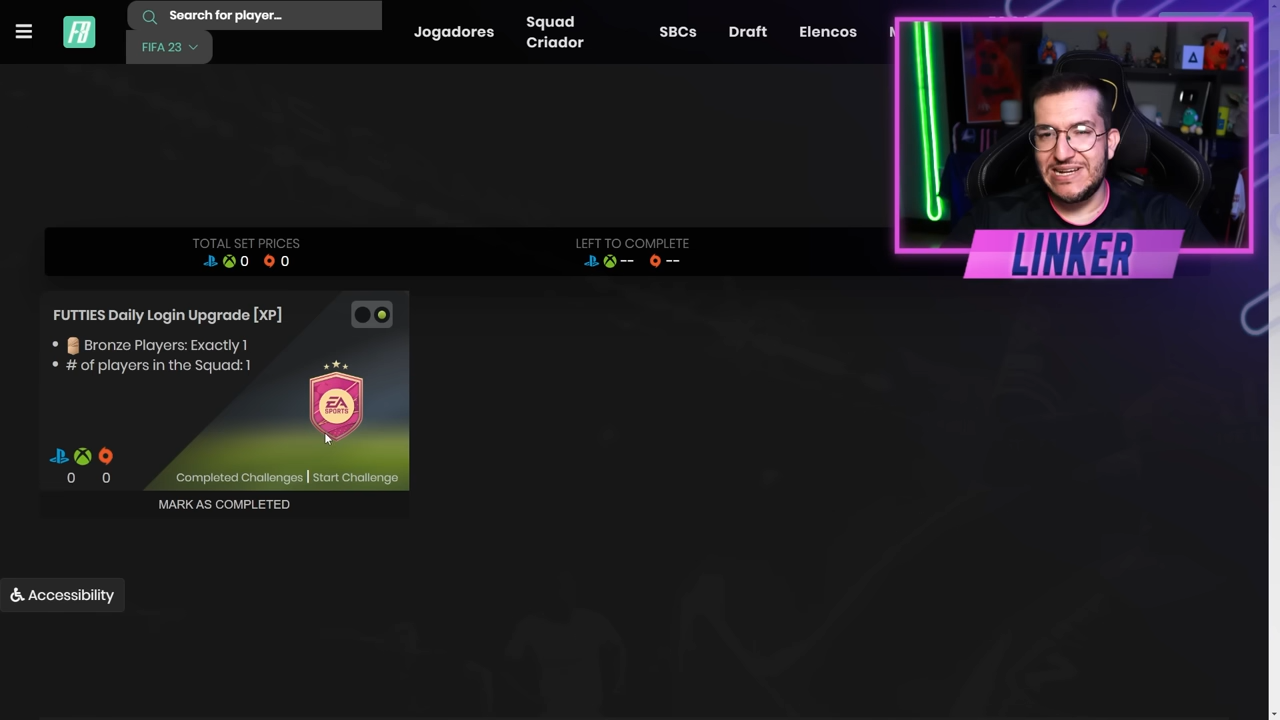 Search for player...
FIFA 23
Jogadores
Squad
Criador
SBCs
Draft
Elencos
LINKER
TOTAL SET PRICES
0 0
LEFT TO COMPLETE
-- --
FUTTIES Daily Login Upgrade [XP]
• Bronze Players: Exactly 1
• # of players in the Squad: 1
EA
SPORTS
0 0
Completed Challenges | Start Challenge
MARK AS COMPLETED
Accessibility